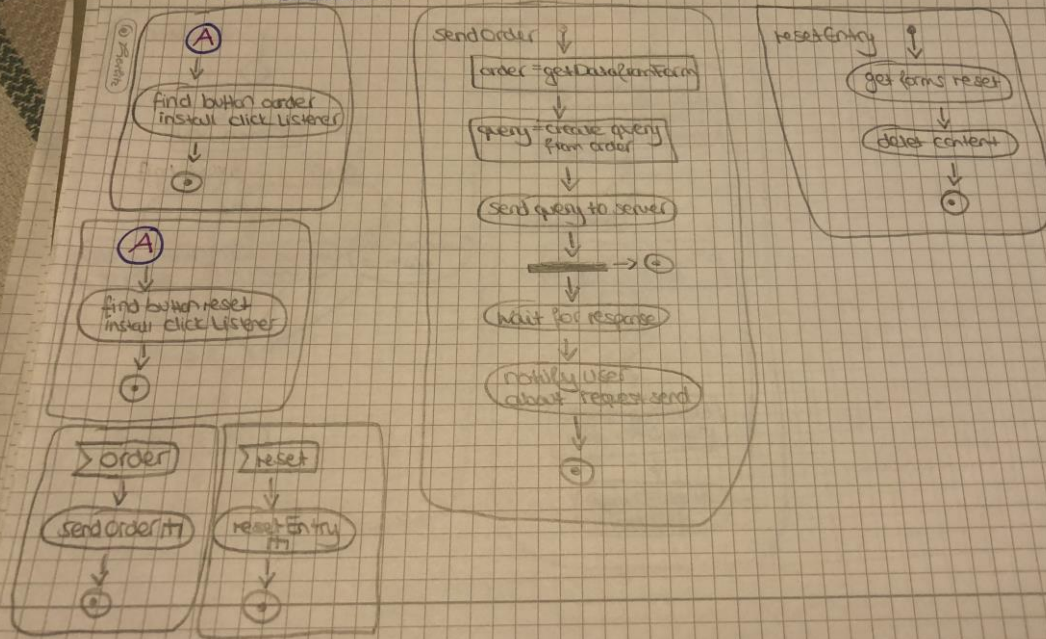 A
find button oorder
install click Listener
A
find button reset
install click Listener
order
sendOrder
reset
resetEntry
sendOrder
order=getDataFromForm
query=create query
from order
send query to server
wait for response
notify user
about request send
resetEntry
get forms reset
delet content